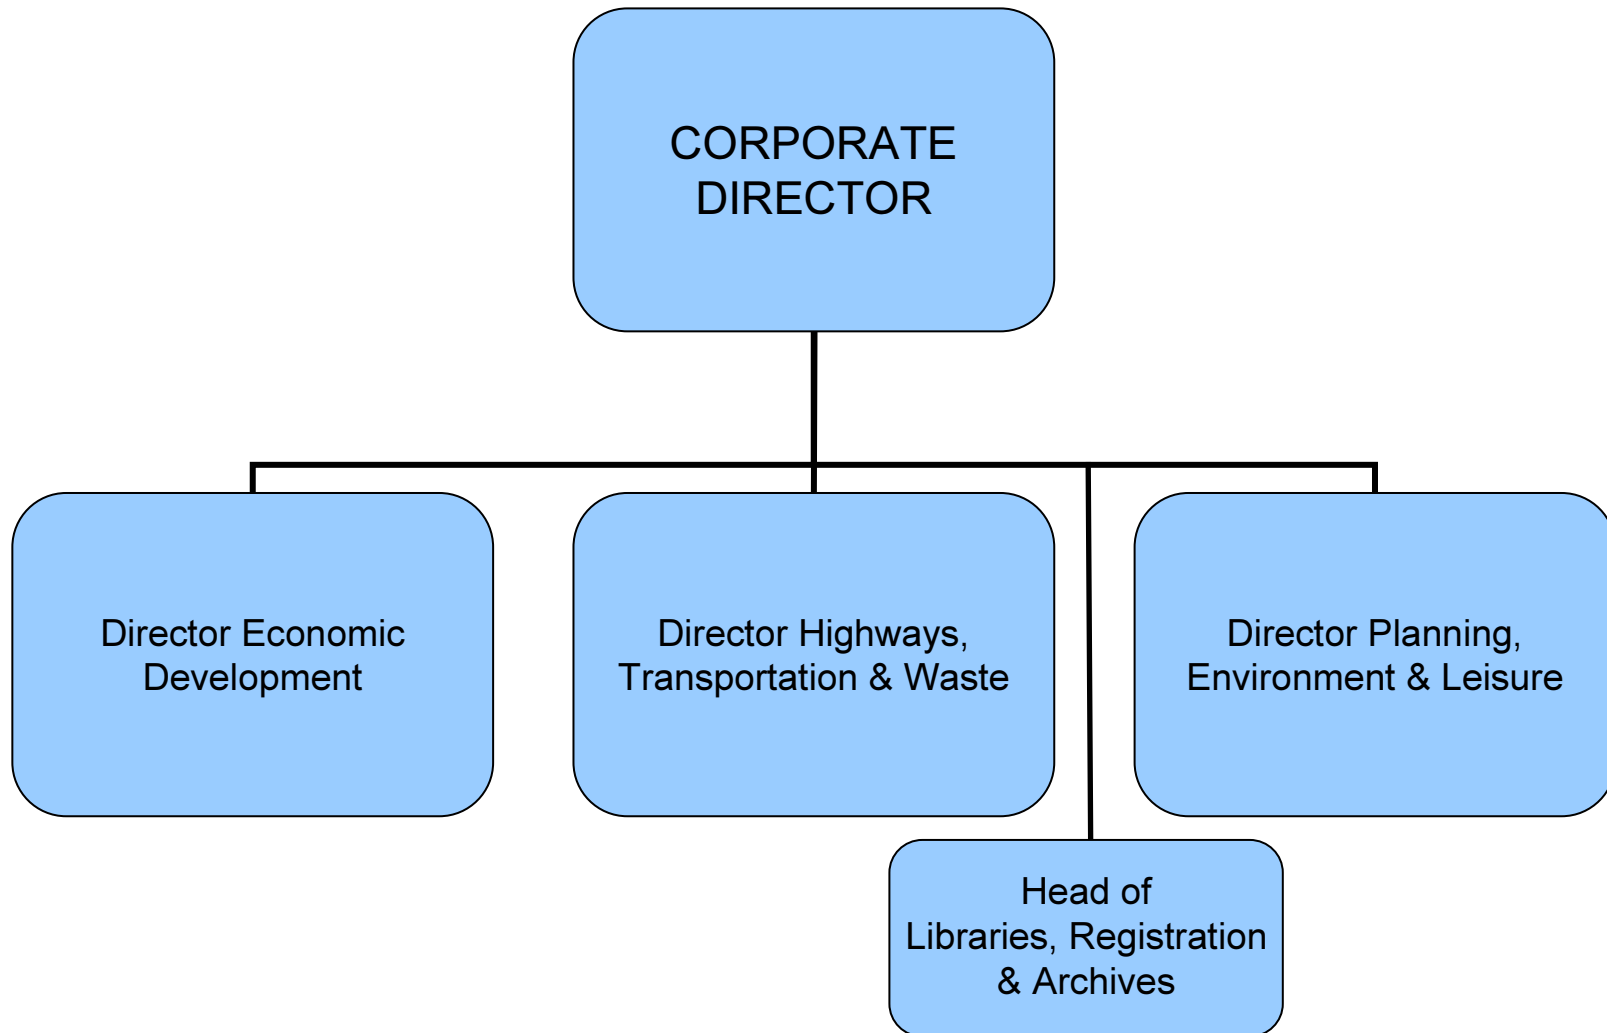 CORPORATE
DIRECTOR
Director Economic
Development
Director Highways,
Transportation & Waste
Director Planning,
Environment & Leisure
Head of
Libraries, Registration
& Archives